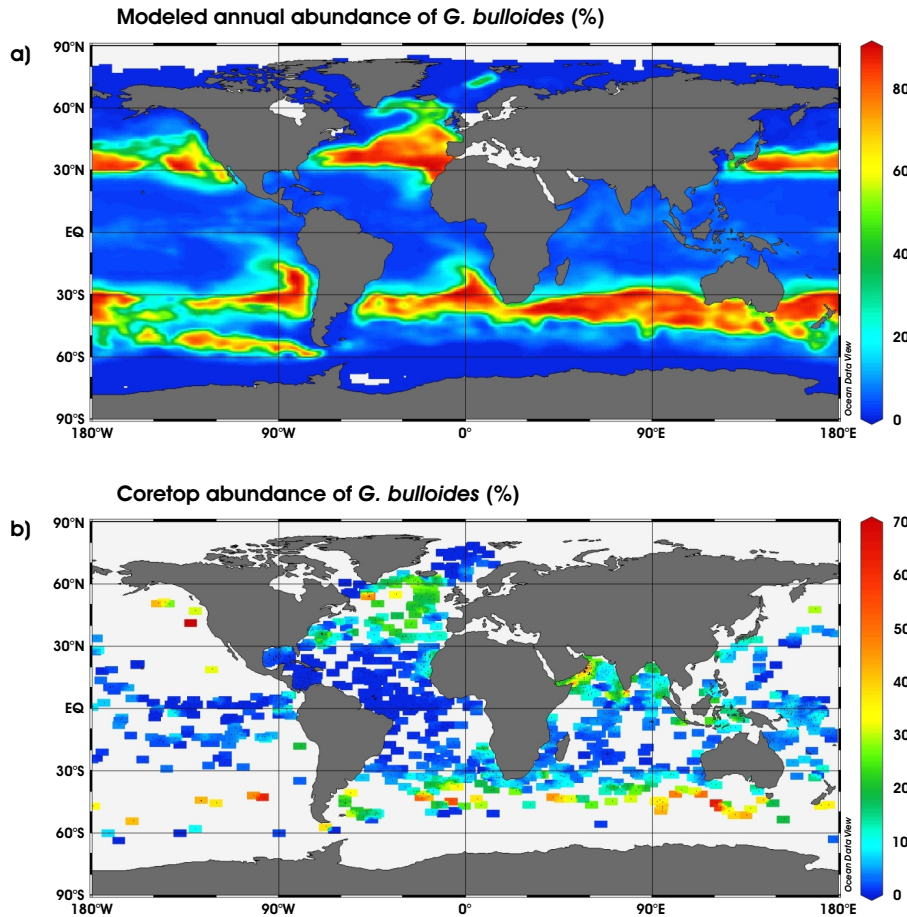 Modeled annual abundance of G. bulloides (%)
a)
90°N
60°N
30°N
EQ
30°S
60°S
90°S
180°W
90°W
0°
90°E
180°E
Ocean Data View
80
60
40
20
0
Coretop abundance of G. bulloides (%)
b)
90°N
60°N
30°N
EQ
30°S
60°S
90°S
180°W
90°W
0°
90°E
180°E
Ocean Data View
70
60
50
40
30
20
10
0